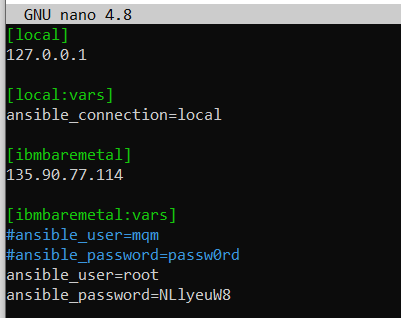 GNU nano 4.8
[local]
127.0.0.1
[local:vars]
ansible_connection=local
[ibmbaremetal]
135.90.77.114
[ibmbaremetal:vars]
#ansible_user=mqm
#ansible_password=passw0rd
ansible_user=root
ansible_password=NLlyeuW8